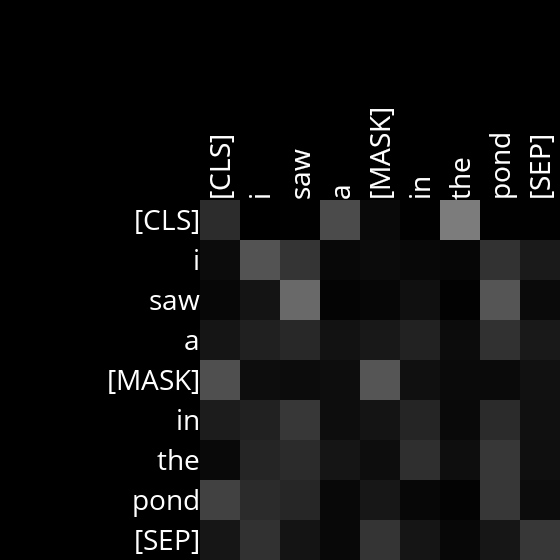 [CLS] i saw a [MASK] in the pond [SEP]
[CLS]
i
saw
a
[MASK]
in
the
pond
[SEP]